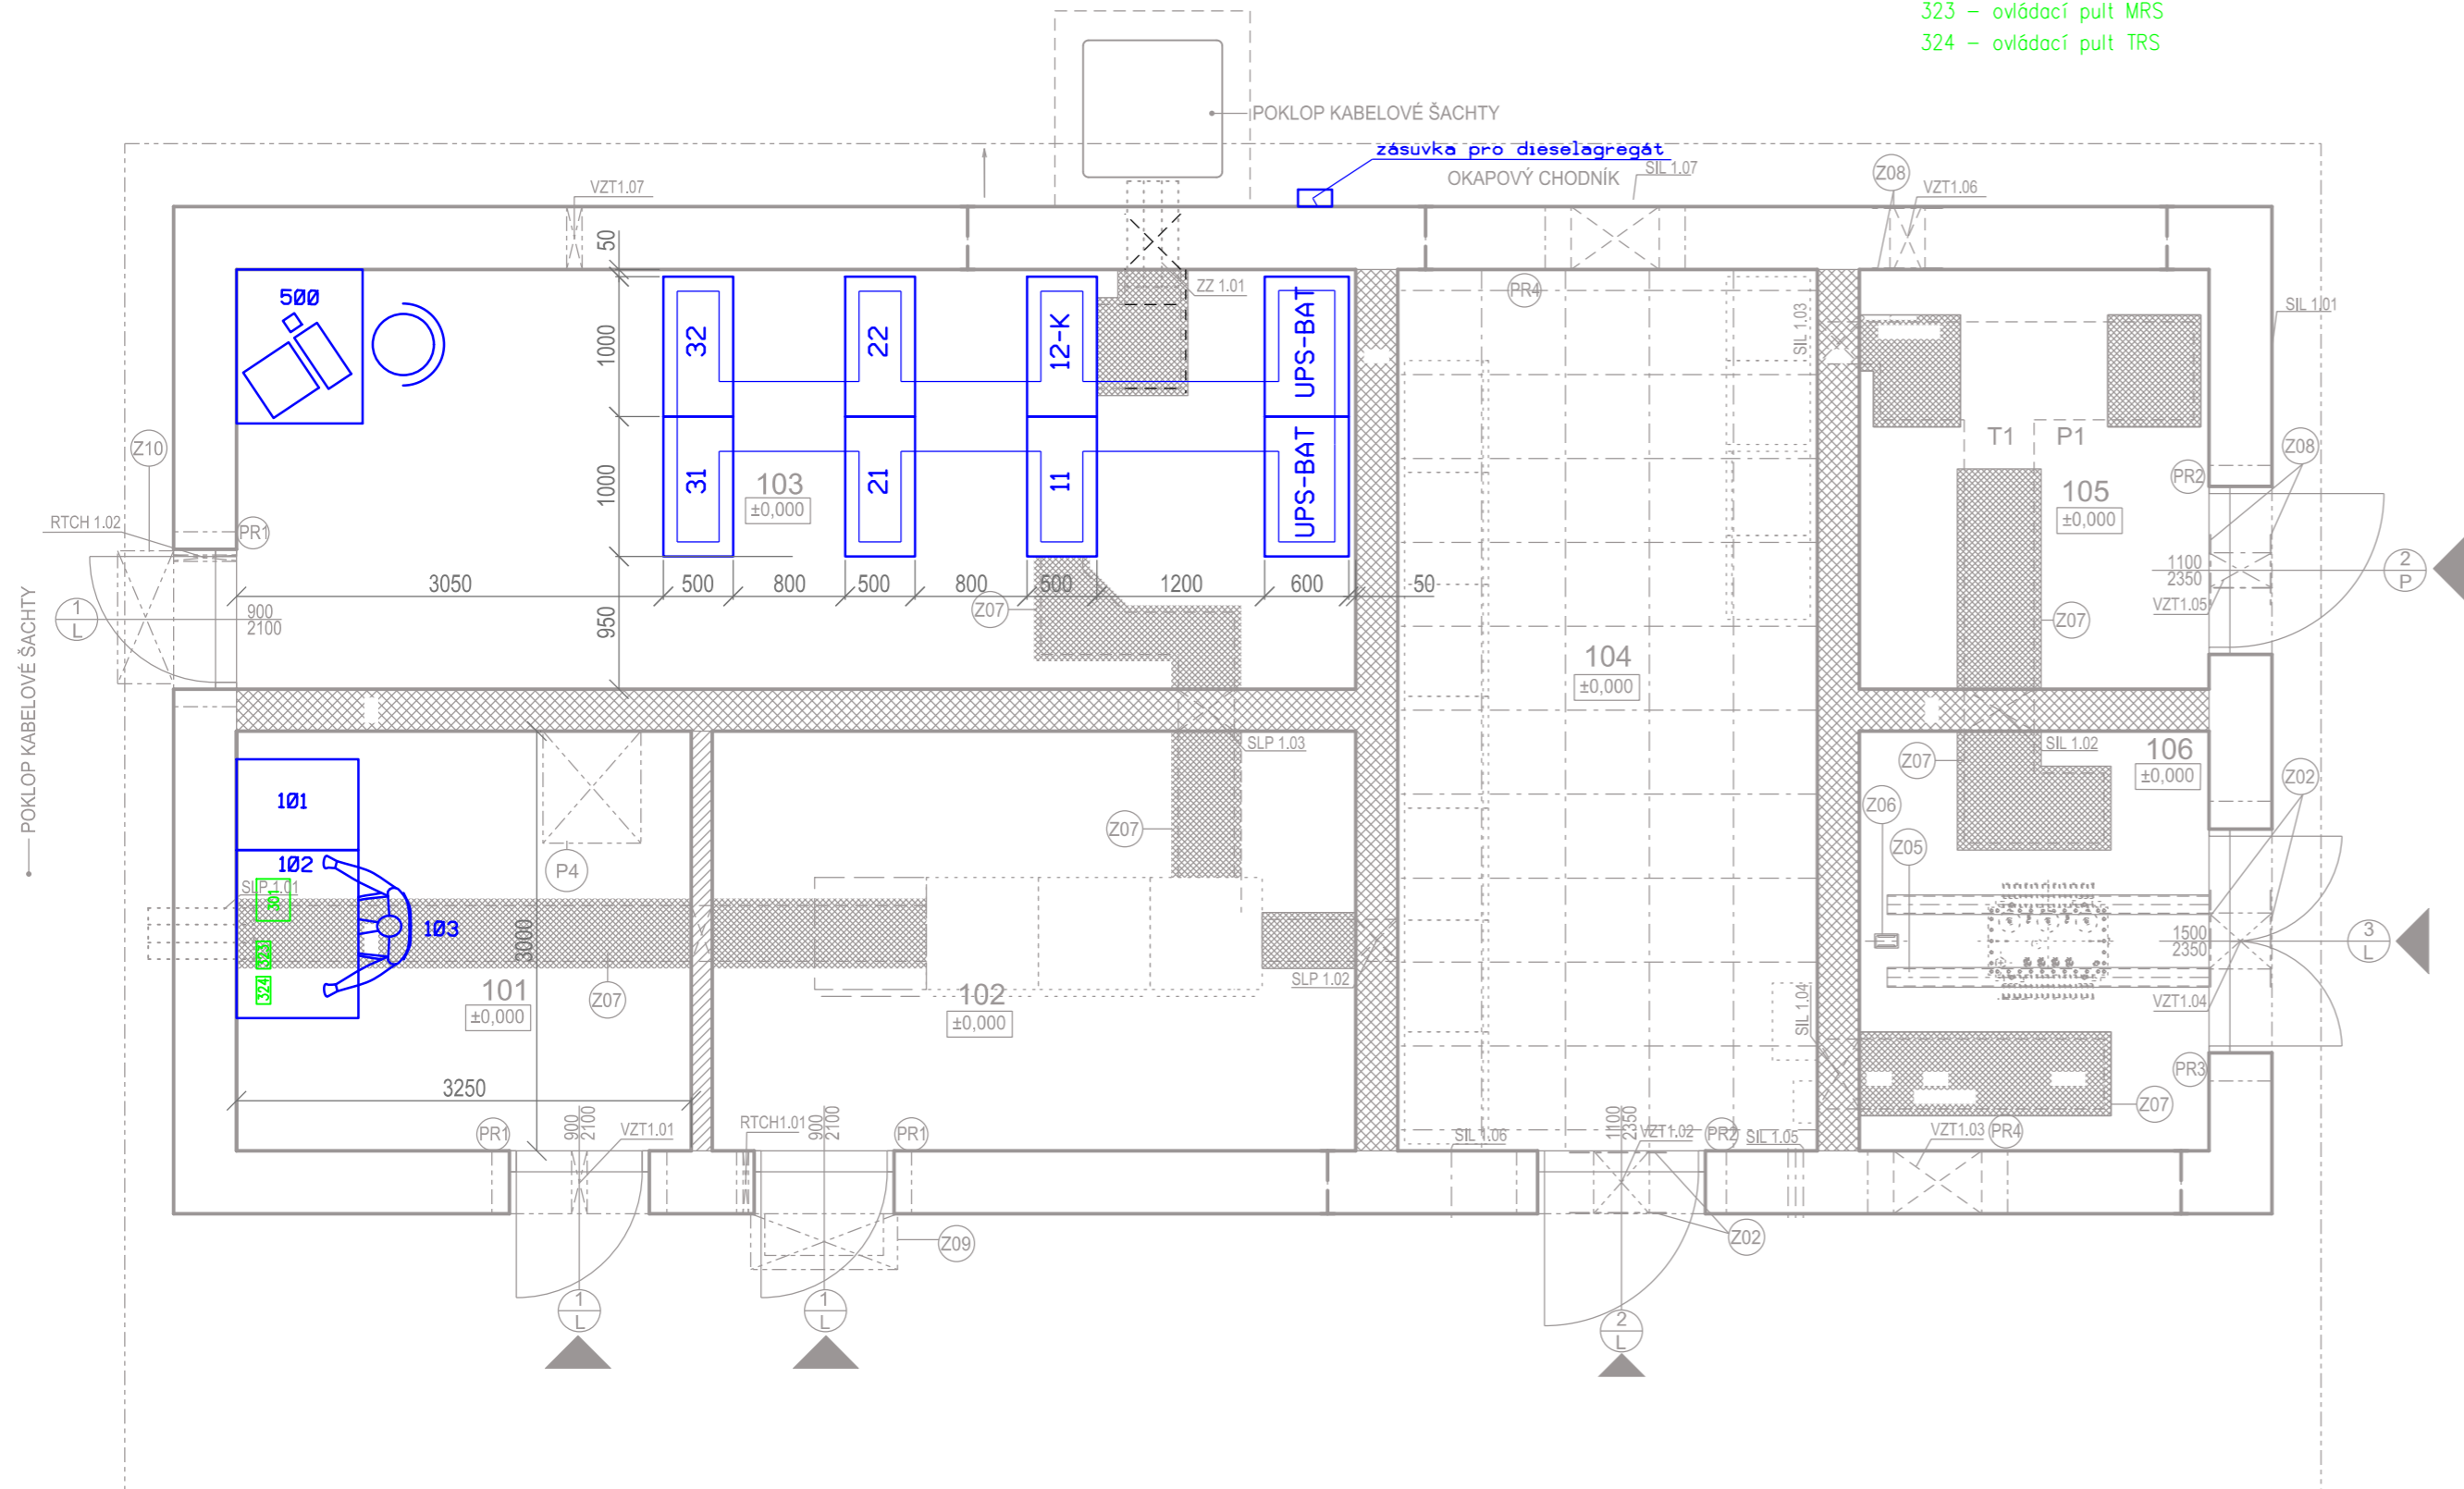 323 – ovládací pult MRS
324 – ovládací pult TRS
POKLOP KABELOVÉ ŠACHTY
zásuvka pro dieselagregát
OKAPOVÝ CHODNÍK
SIL 1.07
VZT1.07
Z08
VZT1.06
50
ZZ 1.01
PR4
SIL 1.03
SIL 1.01
500
32
22
12-K
UPS-BAT
1000
T1
P1
Z10
Z08
PR2
31
21
11
UPS-BAT
1000
103
±0,000
105
±0,000
RTCH 1.02
PR1
1100
2350
2
P
VZT1.05
3050
500
800
500
800
500
1200
600
50
POKLOP KABELOVÉ ŠACHTY
1
L
900
2100
950
Z07
Z07
104
±0,000
SLP 1.03
SIL 1.02
106
±0,000
Z07
Z02
Z06
Z05
101
102
P4
Z07
SLP 1.01
301
323
324
103
3000
1500
2350
3
L
SLP 1.02
VZT1.04
101
±0,000
Z07
102
±0,000
SIL 1.04
PR3
3250
Z07
PR1
900
2100
VZT1.01
RTCH1.01
900
2100
PR1
SIL 1.06
1100
2350
VZT1.02
PR2
SIL 1.05
VZT1.03
PR4
Z09
Z02
1
L
1
L
2
L